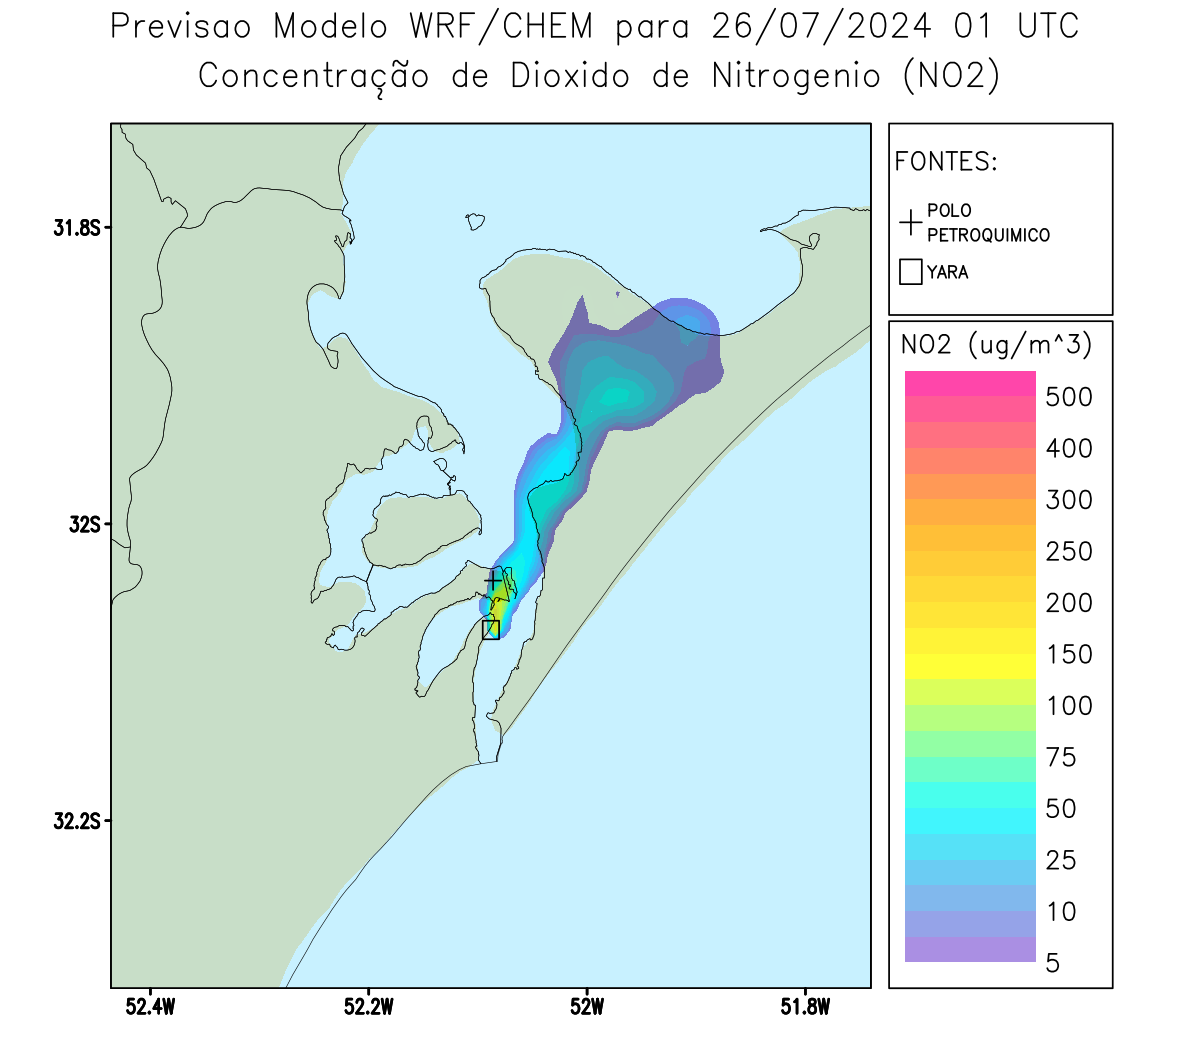 Previsao Modelo WRF/CHEM para 26/07/2024 01 UTC
Concentração de Dioxido de Nitrogenio (NO2)
FONTES:
POLO
PETROQUIMICO
YARA
NO2 (ug/m^3)
500
400
300
250
200
150
100
75
50
25
10
5
31.8S
32S
32.2S
52.4W
52.2W
52W
51.8W